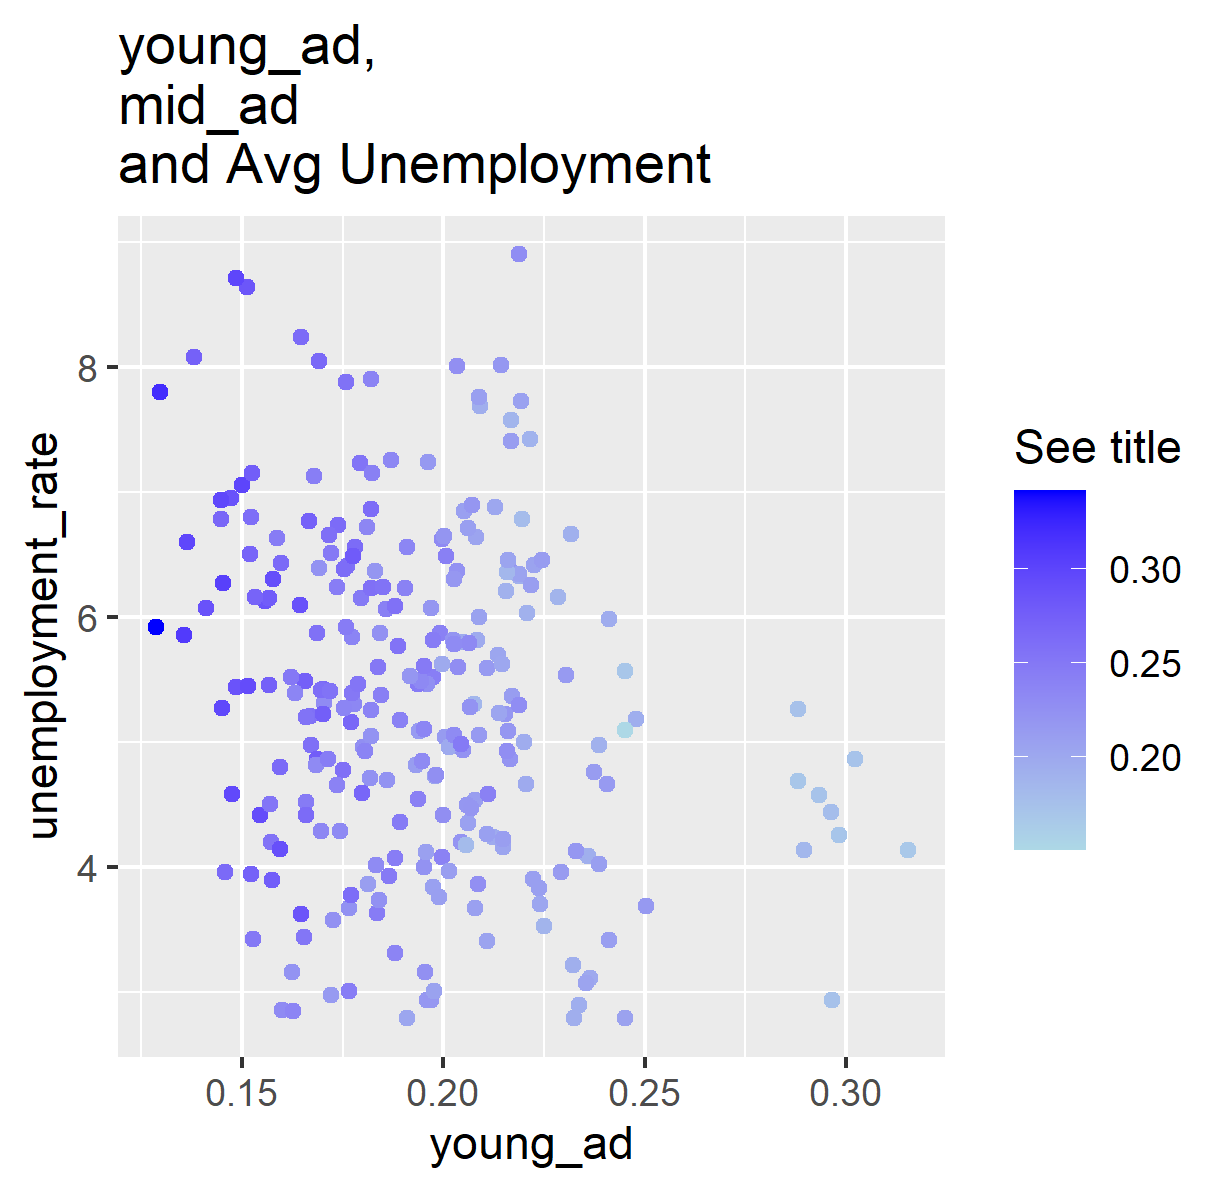 young_ad,
mid_ad
and Avg Unemployment
unemployment_rate
8
6
4
0.15 0.20 0.25 0.30
young_ad
See title
0.30
0.25
0.20